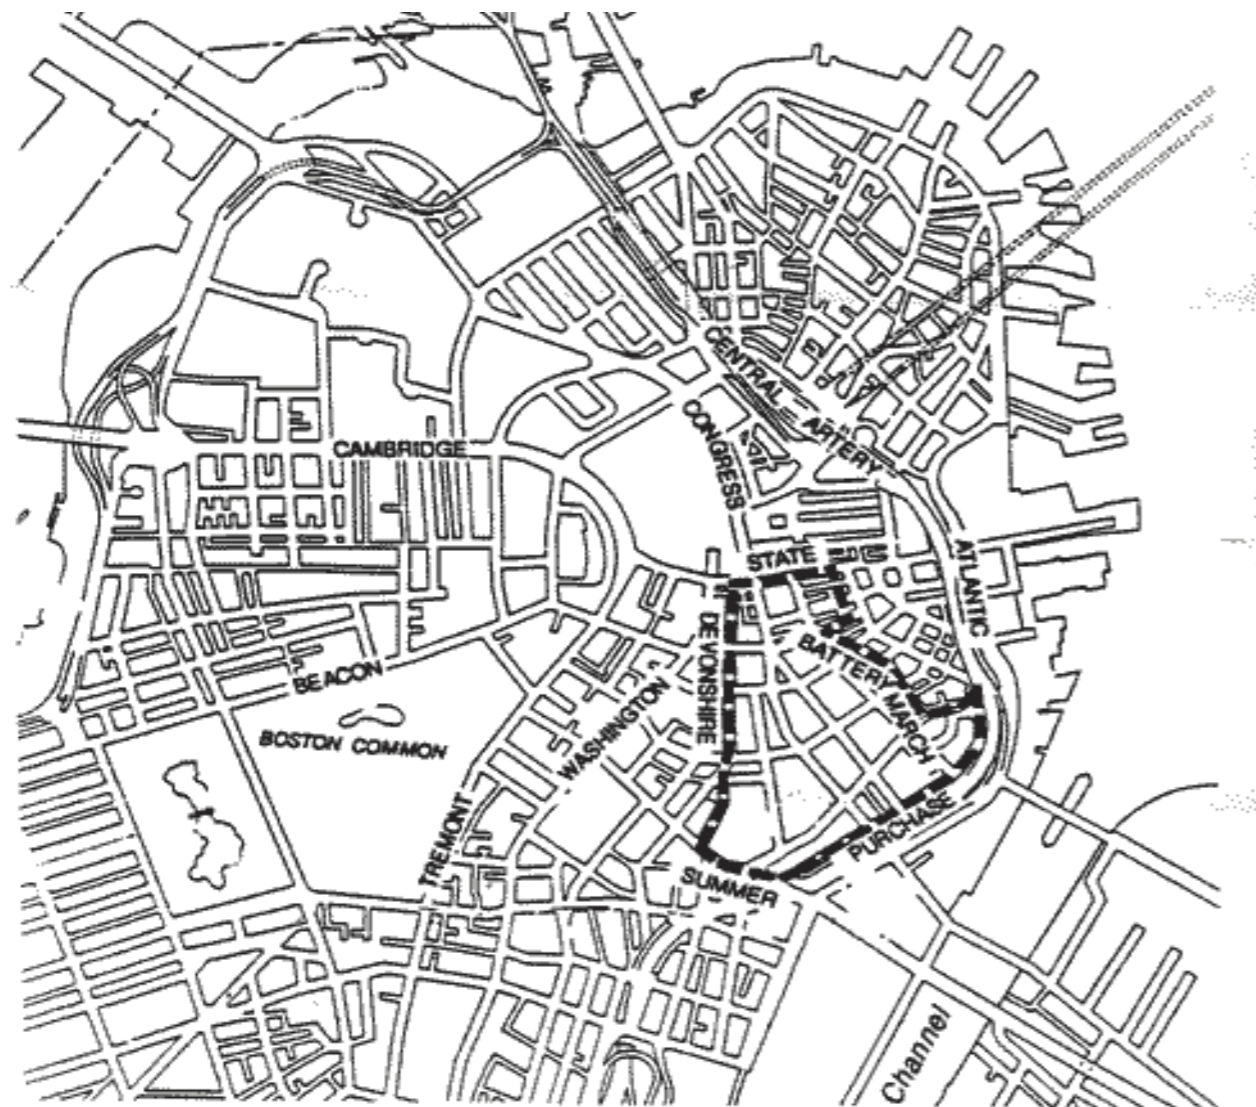 CENTRAL ARTERY
CONGRESS
CAMBRIDGE
STATE
ATLANTIC
DEVONSHIRE
BATTERY MARCH
BEACON
WASHINGTON
BOSTON COMMON
TREMONT
PURCHASE
SUMMER
Channel